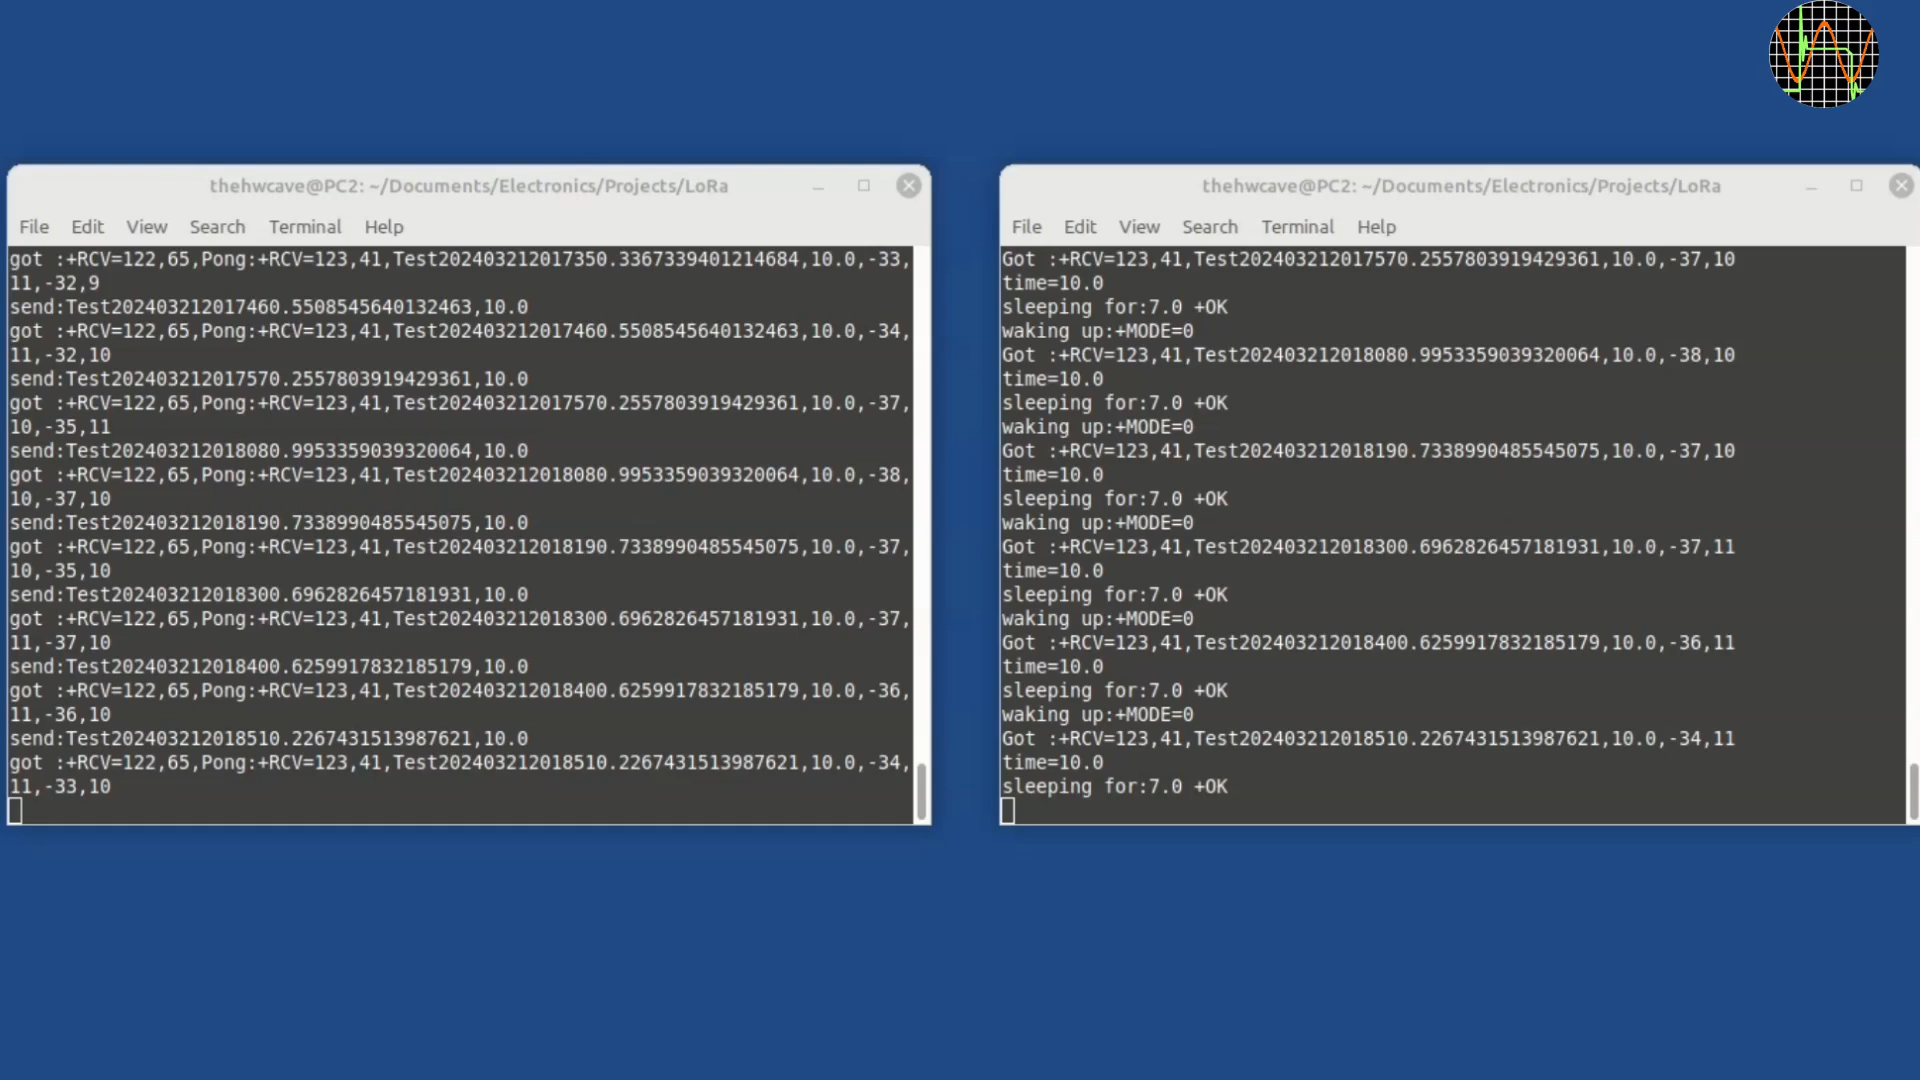 thehwcave@PC2: ~/Documents/Electronics/Projects/LoRa
File Edit View Search Terminal Help
got :+RCV=122,65,Pong:+RCV=123,41,Test202403212017350.3367339401214684,10.0,-33,
11,-32,9
send:Test202403212017460.5508545640132463,10.0
got :+RCV=122,65,Pong:+RCV=123,41,Test202403212017460.5508545640132463,10.0,-34,
11,-32,10
send:Test202403212017570.2557803919429361,10.0
got :+RCV=122,65,Pong:+RCV=123,41,Test202403212017570.2557803919429361,10.0,-37,
10,-35,11
send:Test202403212018080.9953359039320064,10.0
got :+RCV=122,65,Pong:+RCV=123,41,Test202403212018080.9953359039320064,10.0,-38,
10,-37,10
send:Test202403212018190.7338990485545075,10.0
got :+RCV=122,65,Pong:+RCV=123,41,Test202403212018190.7338990485545075,10.0,-37,
10,-35,10
send:Test202403212018300.6962826457181931,10.0
got :+RCV=122,65,Pong:+RCV=123,41,Test202403212018300.6962826457181931,10.0,-37,
11,-37,10
send:Test202403212018400.6259917832185179,10.0
got :+RCV=122,65,Pong:+RCV=123,41,Test202403212018400.6259917832185179,10.0,-36,
11,-36,10
send:Test202403212018510.2267431513987621,10.0
got :+RCV=122,65,Pong:+RCV=123,41,Test202403212018510.2267431513987621,10.0,-34,
11,-33,10
thehwcave@PC2: ~/Documents/Electronics/Projects/LoRa
File Edit View Search Terminal Help
Got :+RCV=123,41,Test202403212017570.2557803919429361,10.0,-37,10
time=10.0
sleeping for:7.0 +OK
waking up:+MODE=0
Got :+RCV=123,41,Test202403212018080.9953359039320064,10.0,-38,10
time=10.0
sleeping for:7.0 +OK
waking up:+MODE=0
Got :+RCV=123,41,Test202403212018190.7338990485545075,10.0,-37,10
time=10.0
sleeping for:7.0 +OK
waking up:+MODE=0
Got :+RCV=123,41,Test202403212018300.6962826457181931,10.0,-37,11
time=10.0
sleeping for:7.0 +OK
waking up:+MODE=0
Got :+RCV=123,41,Test202403212018400.6259917832185179,10.0,-36,11
time=10.0
sleeping for:7.0 +OK
waking up:+MODE=0
Got :+RCV=123,41,Test202403212018510.2267431513987621,10.0,-34,11
time=10.0
sleeping for:7.0 +OK